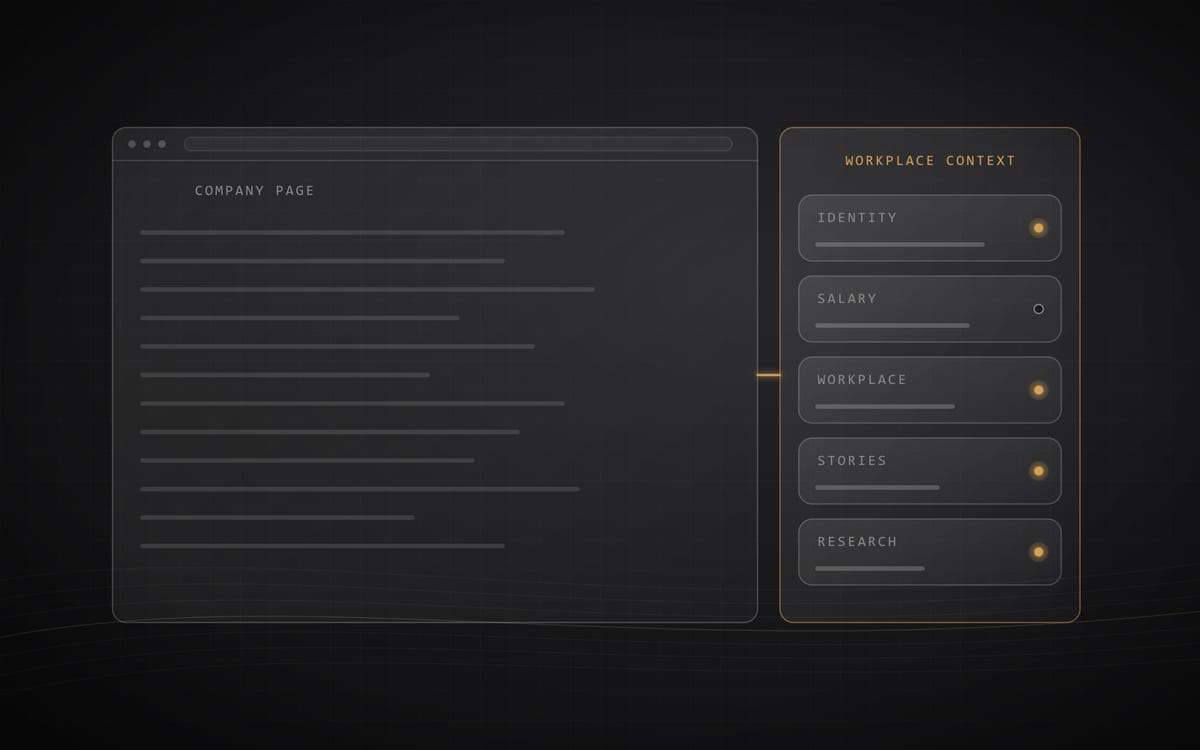 COMPANY PAGE
WORKPLACE CONTEXT
IDENTITY
SALARY
WORKPLACE
STORIES
RESEARCH